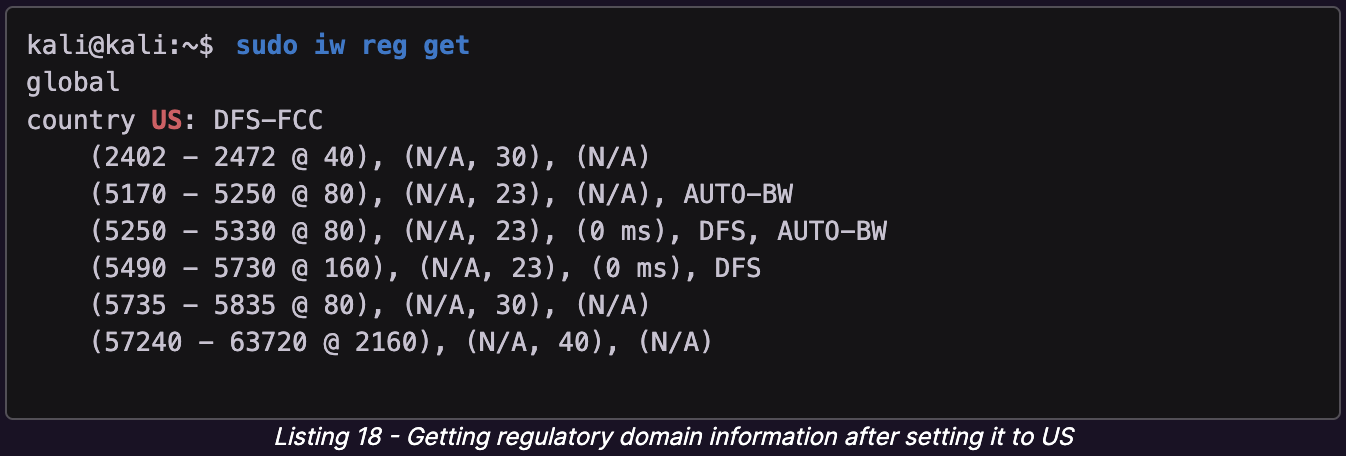 kali@kali:~$ sudo iw reg get
global
country US: DFS-FCC
(2402 - 2472 @ 40), (N/A, 30), (N/A)
(5170 - 5250 @ 80), (N/A, 23), (N/A), AUTO-BW
(5250 - 5330 @ 80), (N/A, 23), (0 ms), DFS, AUTO-BW
(5490 - 5730 @ 160), (N/A, 23), (0 ms), DFS
(5735 - 5835 @ 80), (N/A, 30), (N/A)
(57240 - 63720 @ 2160), (N/A, 40), (N/A)
Listing 18 - Getting regulatory domain information after setting it to US